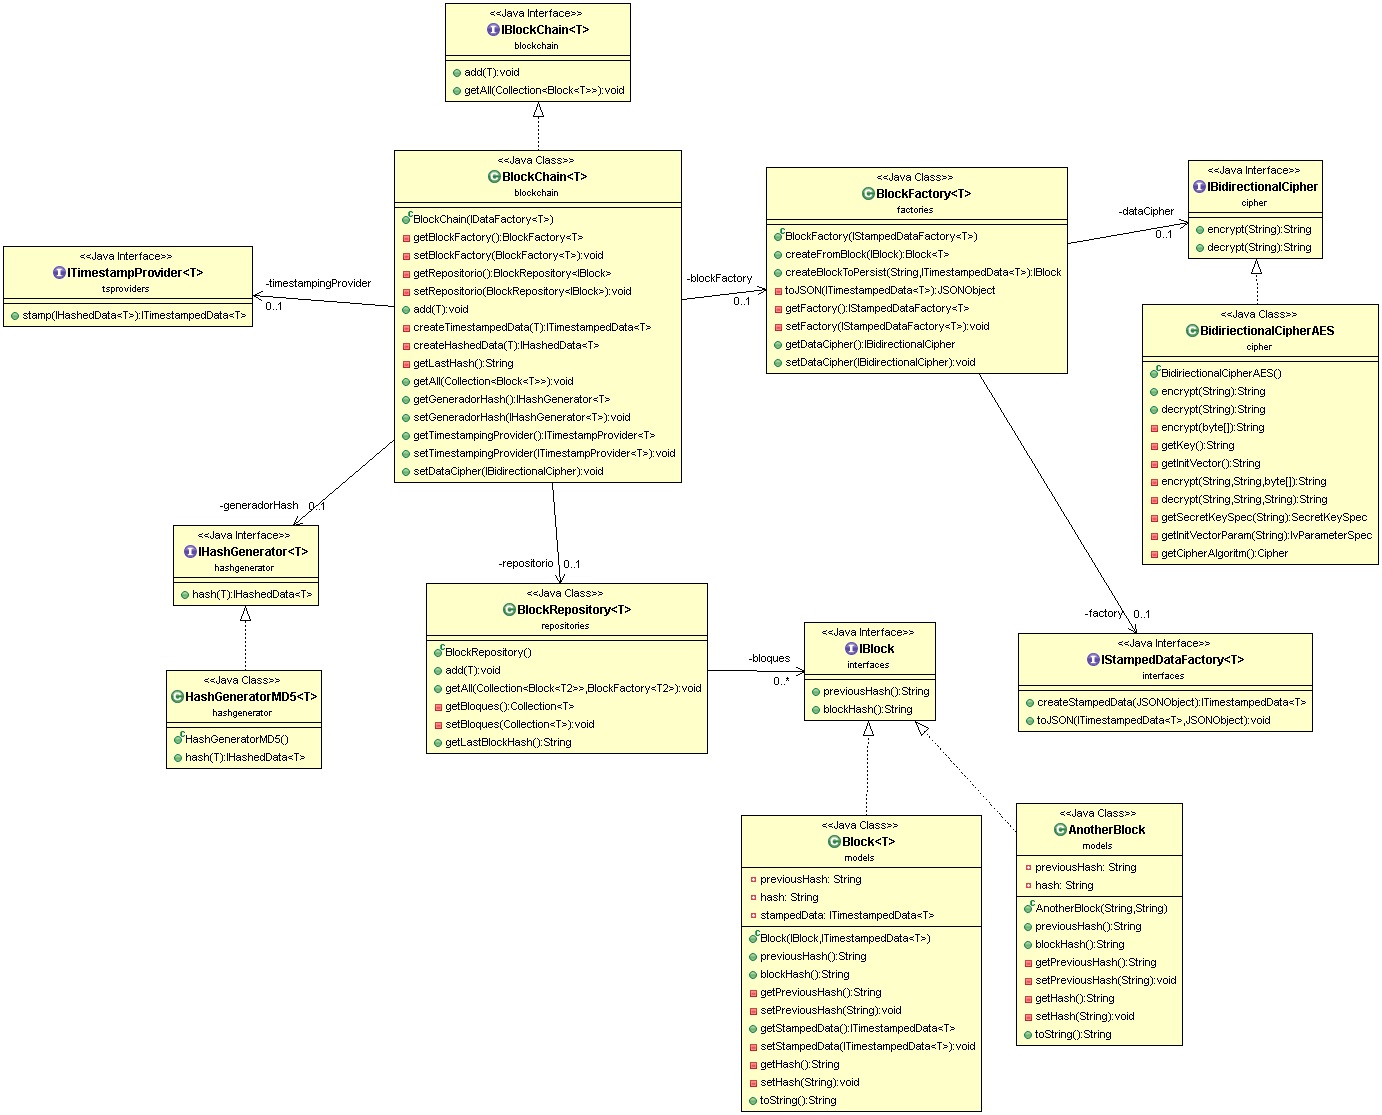 <<Java Interface>>
IBlockChain<T>
blockchain
add(T):void
getAll(Collection<Block<T>>):void
<<Java Class>>
BlockChain<T>
blockchain
BlockChain(IDataFactory<T>)
getBlockFactory():BlockFactory<T>
setBlockFactory(BlockFactory<T>):void
getRepositorio():BlockRepository<IBlock>
setRepositorio(BlockRepository<IBlock>):void
add(T):void
createTimestampedData(T):ITimestampedData<T>
createHashedData(T):IHashedData<T>
getLastHash():String
getAll(Collection<Block<T>>):void
getGeneradorHash():IHashGenerator<T>
setGeneradorHash(IHashGenerator<T>):void
getTimestampingProvider():ITimestampProvider<T>
setTimestampingProvider(ITimestampProvider<T>):void
setDataCipher(IBidirectionalCipher):void
<<Java Class>>
BlockFactory<T>
factories
BlockFactory(IStampedDataFactory<T>)
createFromBlock(IBlock):Block<T>
createBlockToPersist(String,ITimestampedData<T>):IBlock
toJSON(ITimestampedData<T>):JSONObject
getFactory():IStampedDataFactory<T>
setFactory(IStampedDataFactory<T>):void
getDataCipher():IBidirectionalCipher
setDataCipher(IBidirectionalCipher):void
<<Java Interface>>
IBidirectionalCipher
cipher
encrypt(String):String
decrypt(String):String
-dataCipher
0..1
<<Java Interface>>
ITimestampProvider<T>
tsproviders
stamp(IHashedData<T>):ITimestampedData<T>
-timestampingProvider
0..1
-blockFactory
0..1
<<Java Class>>
BidiriectionalCipherAES
cipher
BidiriectionalCipherAES()
encrypt(String):String
decrypt(String):String
encrypt(byte[]):String
getKey():String
getInitVector():String
encrypt(String,String,byte[]):String
decrypt(String,String,String):String
getSecretKeySpec(String):SecretKeySpec
getInitVectorParam(String):IvParameterSpec
getCipherAlgoritm():Cipher
-generadorHash
0..1
<<Java Interface>>
IHashGenerator<T>
hashgenerator
hash(T):IHashedData<T>
-repositorio
0..1
<<Java Class>>
BlockRepository<T>
repositories
BlockRepository()
add(T):void
getAll(Collection<Block<T2>>,BlockFactory<T2>):void
getBloques():Collection<T>
setBloques(Collection<T>):void
getLastBlockHash():String
-bloques
0..*
<<Java Interface>>
IBlock
interfaces
previousHash():String
blockHash():String
-factory
0..1
<<Java Interface>>
IStampedDataFactory<T>
interfaces
createStampedData(JSONObject):ITimestampedData<T>
toJSON(ITimestampedData<T>,JSONObject):void
<<Java Class>>
HashGeneratorMD5<T>
hashgenerator
HashGeneratorMD5()
hash(T):IHashedData<T>
<<Java Class>>
Block<T>
models
previousHash: String
hash: String
stampedData: ITimestampedData<T>
Block(IBlock,ITimestampedData<T>)
previousHash():String
blockHash():String
getPreviousHash():String
setPreviousHash(String):void
getStampedData():ITimestampedData<T>
setStampedData(ITimestampedData<T>):void
getHash():String
setHash(String):void
toString():String
<<Java Class>>
AnotherBlock
models
previousHash: String
hash: String
AnotherBlock(String,String)
previousHash():String
blockHash():String
getPreviousHash():String
setPreviousHash(String):void
getHash():String
setHash(String):void
toString():String